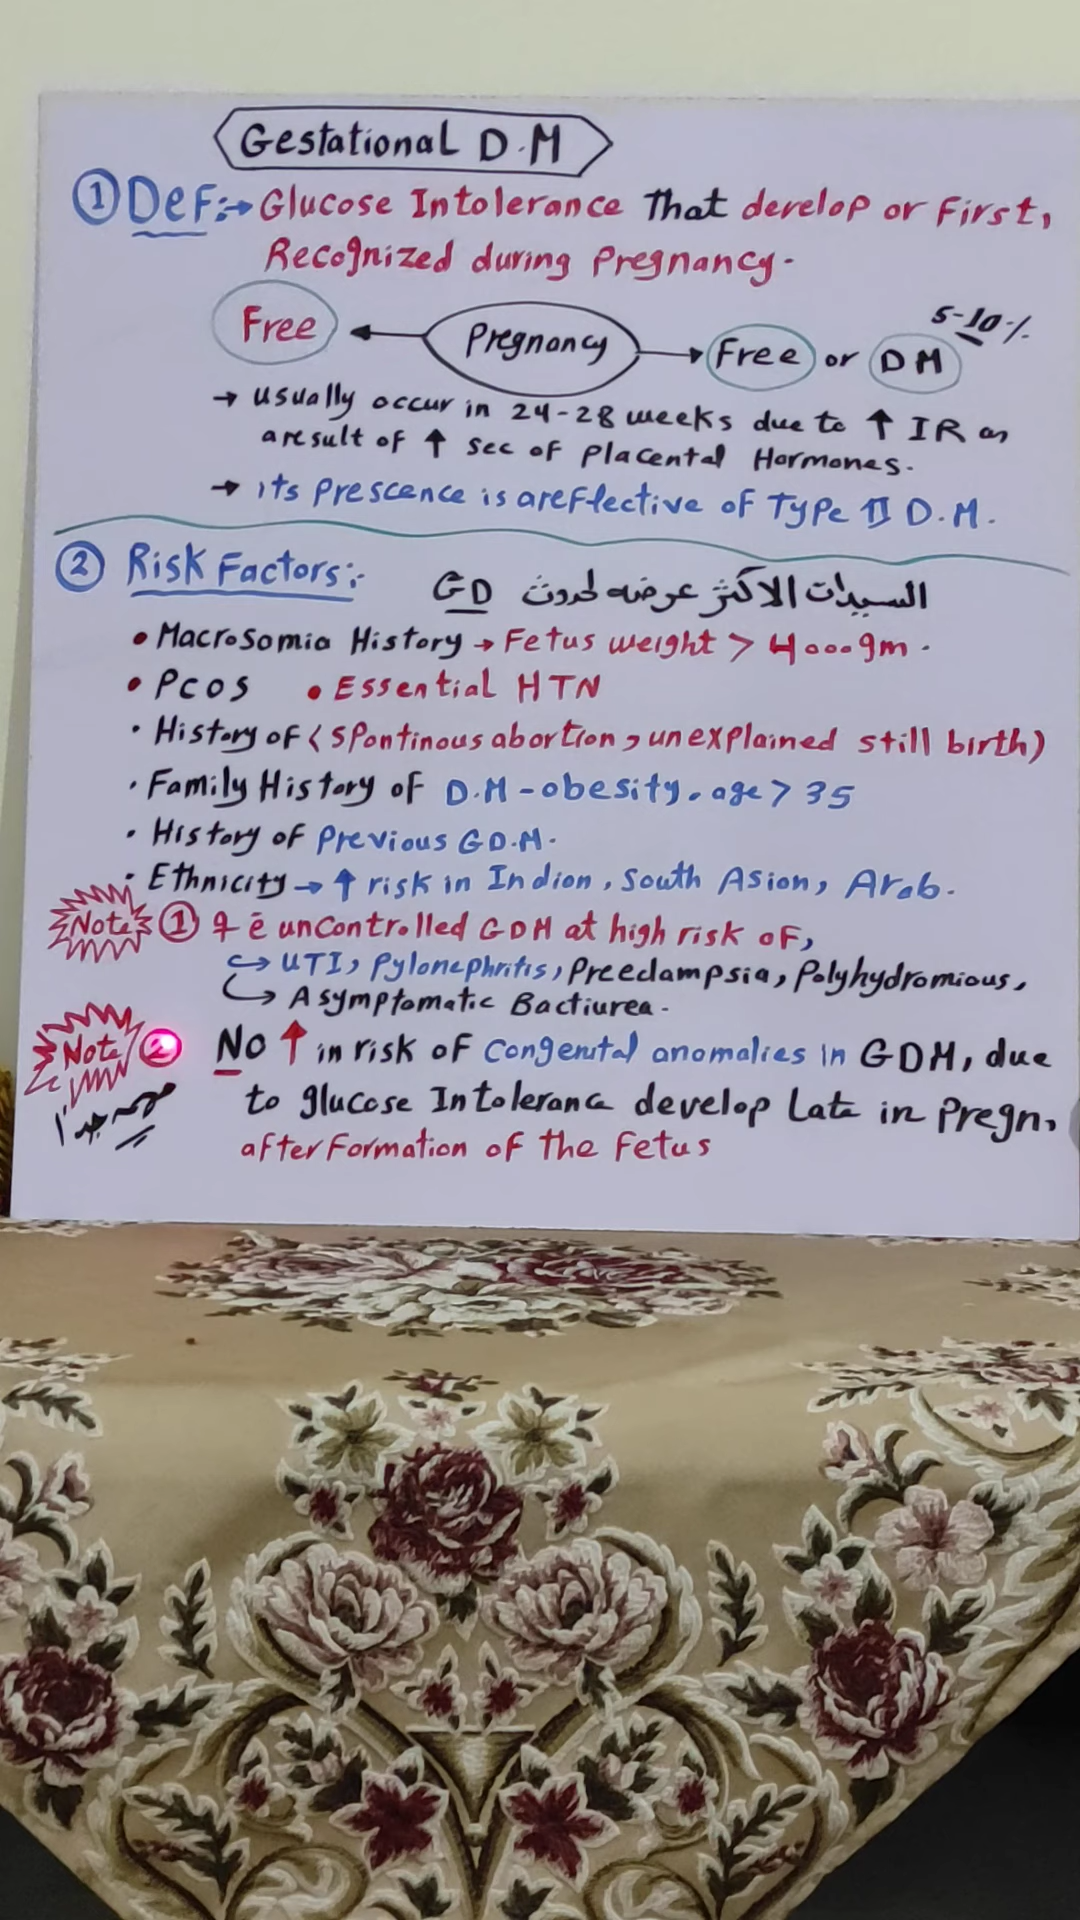 Gestational D.M
① Def:→ Glucose Intolerance That develop or First,
Recognized during Pregnancy.
Free ← Pregnancy → Free or DM 5-10%
→ usually occur in 24-28 weeks due to ↑ IR as
a result of ↑ sec of Placental Hormones.
→ its Prescence is a reflective of Type II D.M.
② Risk Factors:- GD السيدات الاكثر عرضه لحدوث
• Macrosomia History → Fetus weight > 4000gm.
• PCOS • Essential HTN
• History of (Spontinous abortion, unexplained still birth)
• Family History of D.M - obesity. age > 35
• History of Previous GD.M.
• Ethnicity → ↑ risk in Indion, South Asion, Arab.
Note ① ♀ c̄ uncontrolled GDM at high risk of,
↪ UTI, Pylonephritis, Preeclampsia, Polyhydromious,
↪ Asymptomatic Bactiurea.
Note ② No ↑ in risk of Congenital anomalies in GDM, due
مهمه جداً to glucose Intolerance develop Late in Pregn,
after Formation of The Fetus